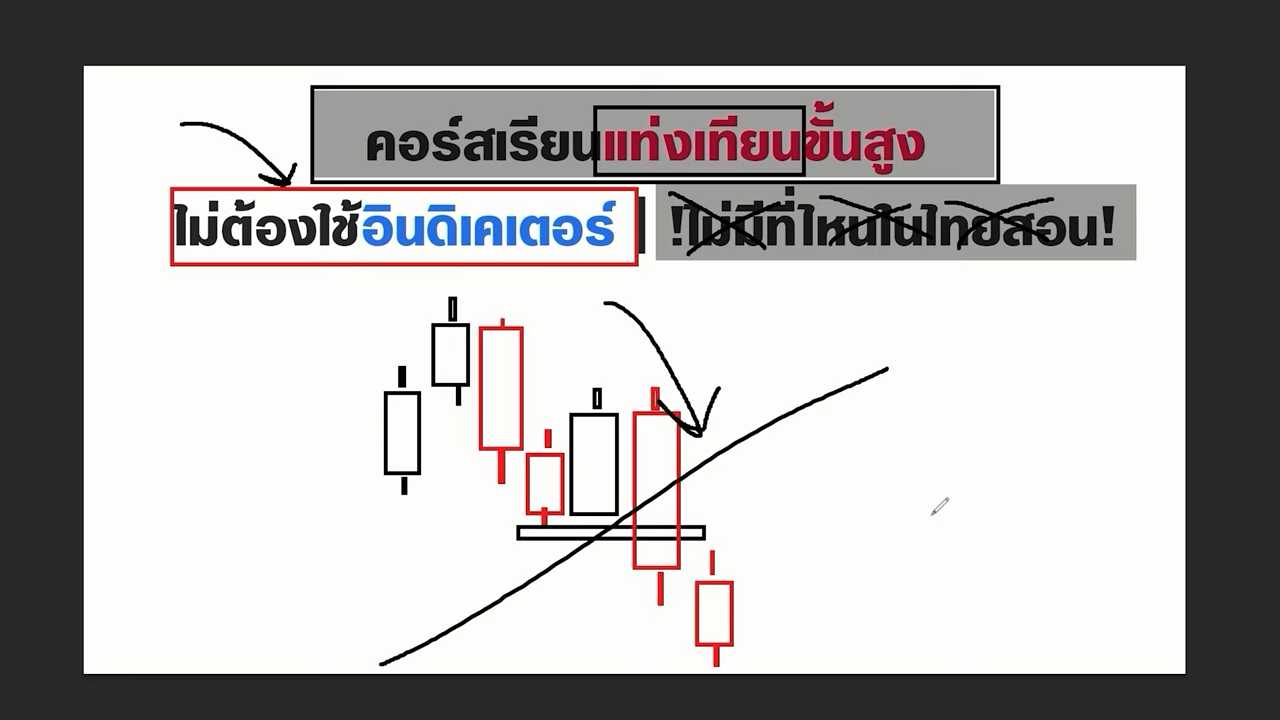 คอร์สเรียนแท่งเทียนขั้นสูง
ไม่ต้องใช้อินดิเคเตอร์ | !ไม่มีที่ไหนในไทยสอน!